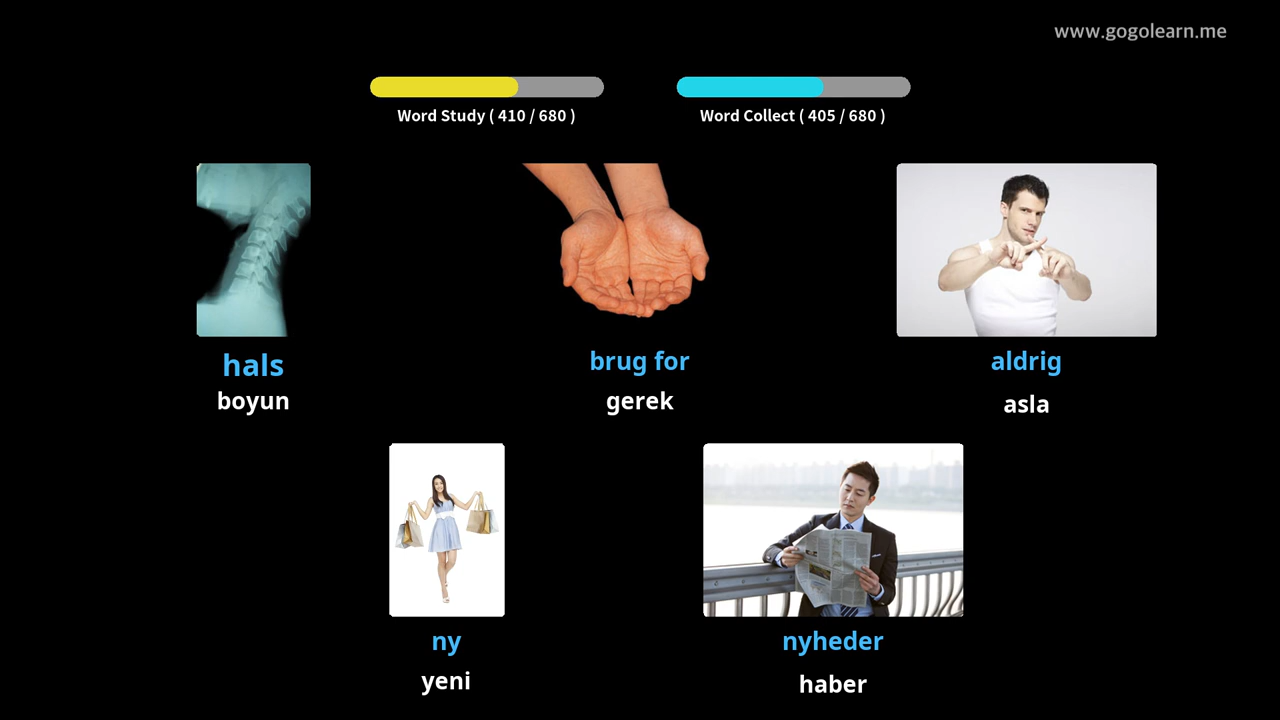 www.gogolearn.me
Word Study ( 410 / 680 )
Word Collect ( 405 / 680 )
hals
boyun
brug for
gerek
aldrig
asla
ny
yeni
nyheder
haber